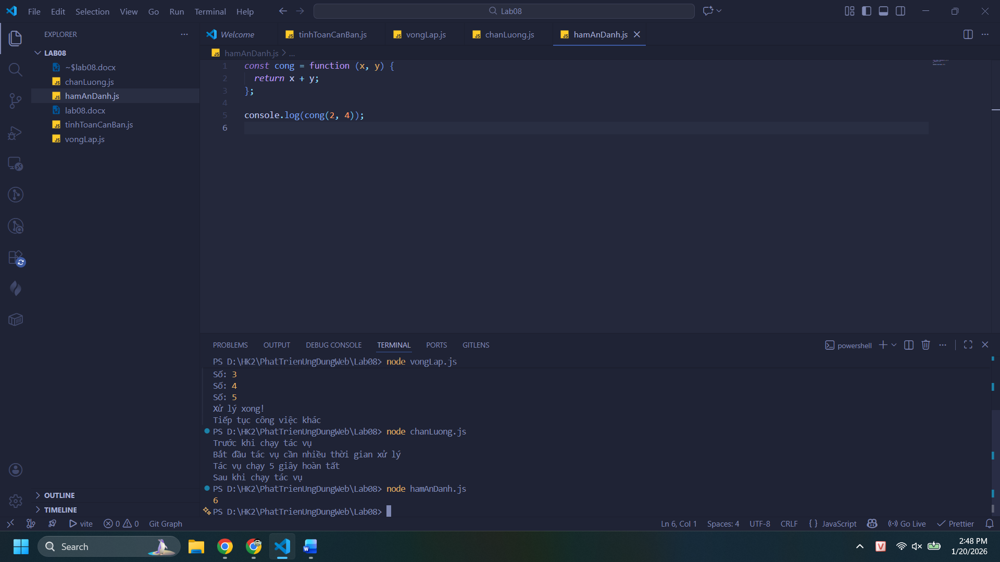 File Edit Selection View Go Run Terminal Help
Lab08
EXPLORER
LAB08
~$lab08.docx
chanLuong.js
hamAnDanh.js
lab08.docx
tinhToanCanBan.js
vongLap.js
OUTLINE
TIMELINE
Welcome
tinhToanCanBan.js
vongLap.js
chanLuong.js
hamAnDanh.js
hamAnDanh.js > ...
1 const cong = function (x, y) {
2 return x + y;
3 };
4
5 console.log(cong(2, 4));
6
PROBLEMS OUTPUT DEBUG CONSOLE TERMINAL PORTS GITLENS
powershell
PS D:\HK2\PhatTrienUngDungWeb\Lab08> node vongLap.js
Số: 3
Số: 4
Số: 5
Xử lý xong!
Tiếp tục công việc khác
PS D:\HK2\PhatTrienUngDungWeb\Lab08> node chanLuong.js
Trước khi chạy tác vụ
Bắt đầu tác vụ cần nhiều thời gian xử lý
Tác vụ chạy 5 giây hoàn tất
Sau khi chạy tác vụ
PS D:\HK2\PhatTrienUngDungWeb\Lab08> node hamAnDanh.js
6
PS D:\HK2\PhatTrienUngDungWeb\Lab08>
vite 0 0 Git Graph
Ln 6, Col 1 Spaces: 4 UTF-8 CRLF {} JavaScript Go Live Prettier
Search
2:48 PM
1/20/2026